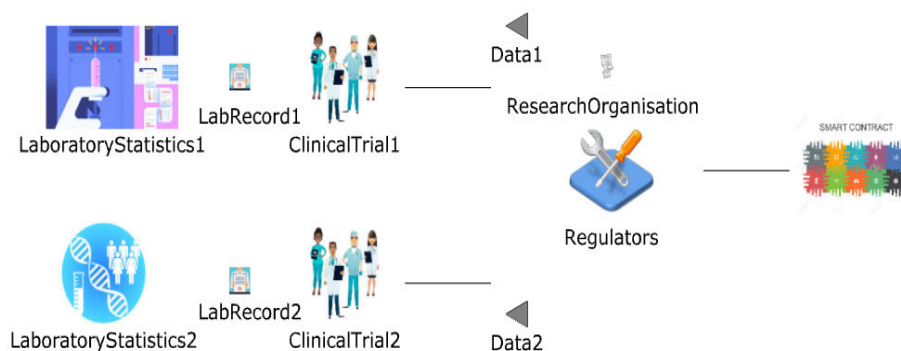 Data1
SMART CONTRACT
LaboratoryStatistics1
LabRecord1
ClinicalTrial1
ResearchOrganisation
Regulators
LaboratoryStatistics2
LabRecord2
ClinicalTrial2
Data2